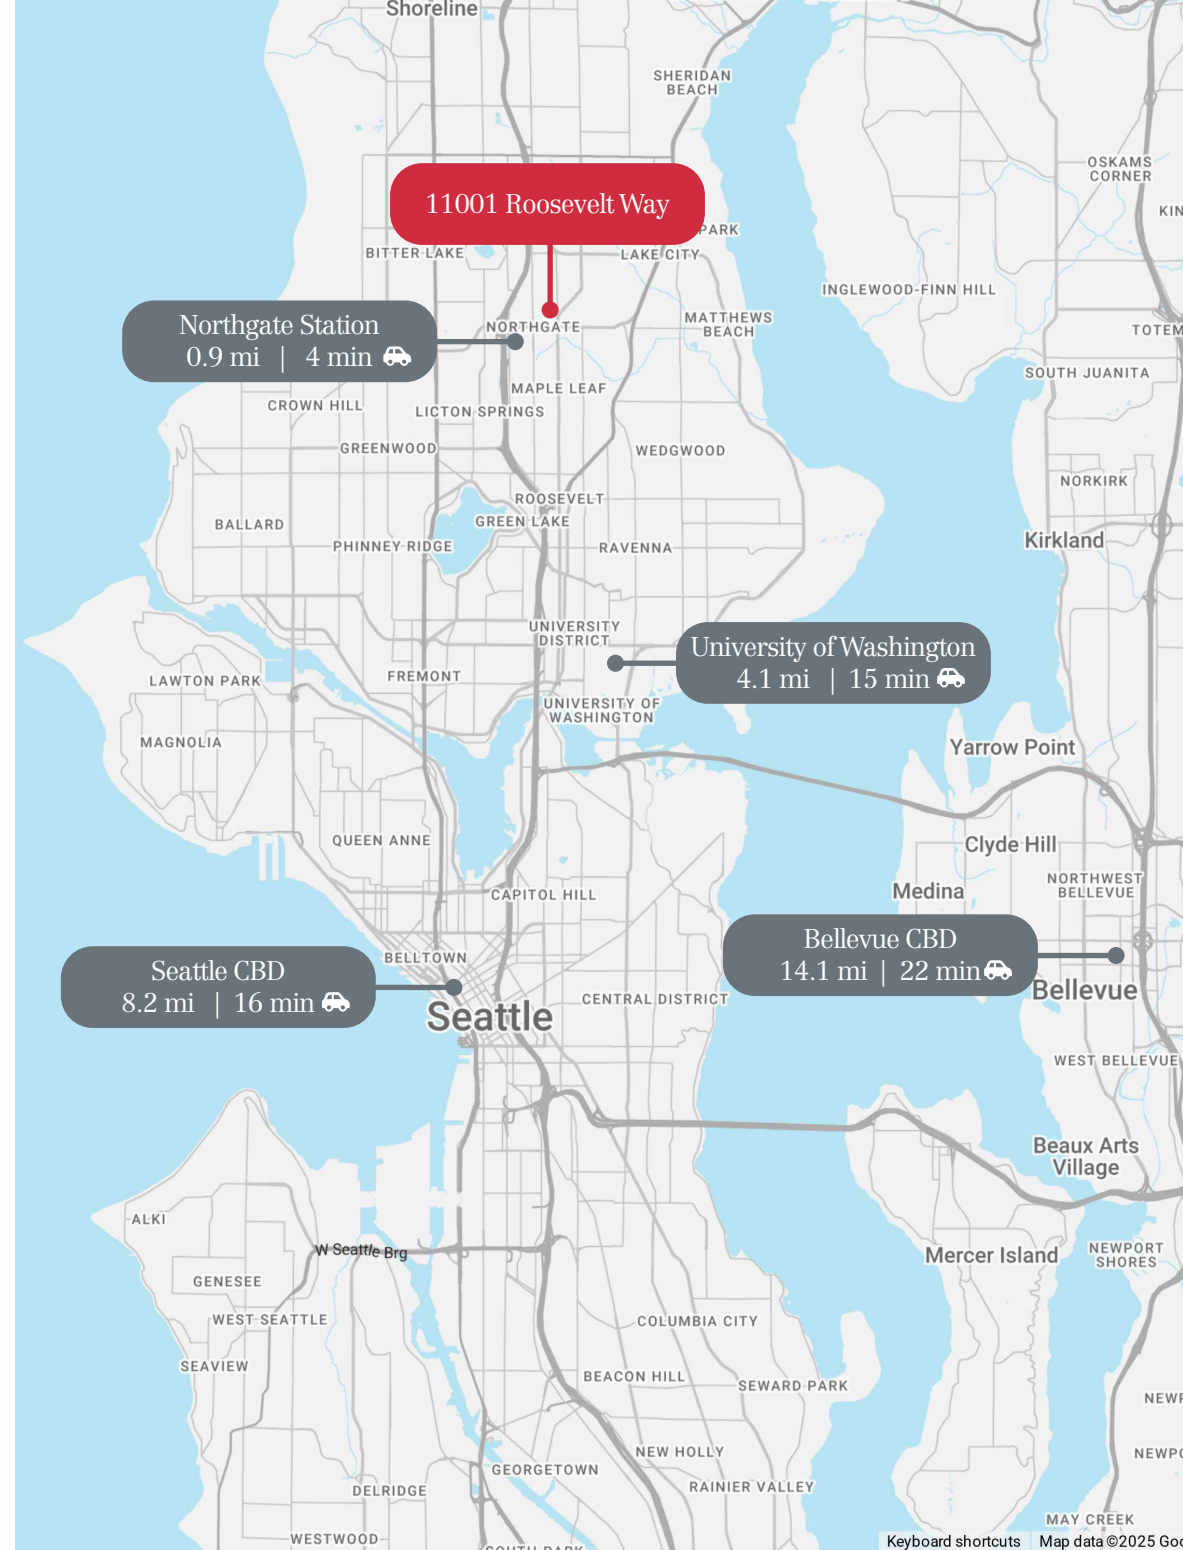 Shoreline
SHERIDAN
BEACH
OSKAMS
CORNER
11001 Roosevelt Way
PARK
KIN
BITTER LAKE
LAKE CITY
INGLEWOOD-FINN HILL
Northgate Station
0.9 mi | 4 min
NORTHGATE
MATTHEWS
BEACH
TOTEM
SOUTH JUANITA
MAPLE LEAF
CROWN HILL
LICTON SPRINGS
GREENWOOD
WEDGWOOD
NORKIRK
ROOSEVELT
GREEN LAKE
BALLARD
PHINNEY RIDGE
RAVENNA
Kirkland
UNIVERSITY
DISTRICT
University of Washington
4.1 mi | 15 min
LAWTON PARK
FREMONT
UNIVERSITY OF
WASHINGTON
MAGNOLIA
Yarrow Point
QUEEN ANNE
Clyde Hill
CAPITOL HILL
Medina
NORTHWEST
BELLEVUE
Bellevue CBD
14.1 mi | 22 min
BELLTOWN
Seattle CBD
8.2 mi | 16 min
Seattle
CENTRAL DISTRICT
Bellevue
WEST BELLEVUE
Beaux Arts
Village
ALKI
W Seattle Brg
Mercer Island
NEWPORT
SHORES
GENESEE
WEST SEATTLE
COLUMBIA CITY
SEAVIEW
BEACON HILL
SEWARD PARK
NEWP
NEW HOLLY
NEWPO
GEORGETOWN
RAINIER VALLEY
DELRIDGE
MAY CREEK
WESTWOOD
SOUTH PARK
Keyboard shortcuts
Map data ©2025 Goo